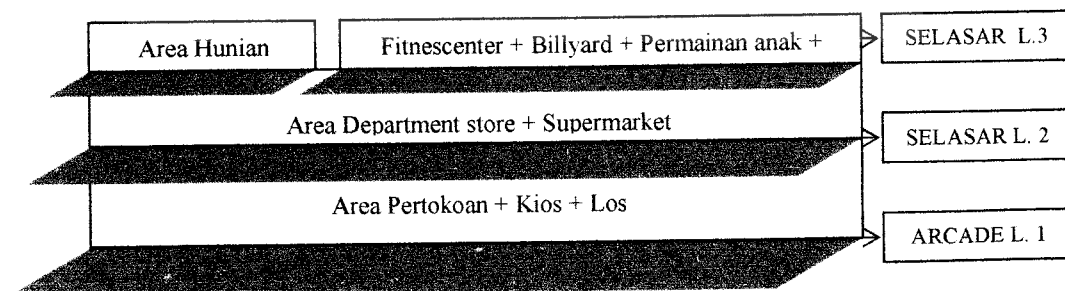 Area Hunian
Fitnescenter + Billyard + Permainan anak +
SELASAR L.3
Area Department store + Supermarket
SELASAR L. 2
Area Pertokoan + Kios + Los
ARCADE L. 1